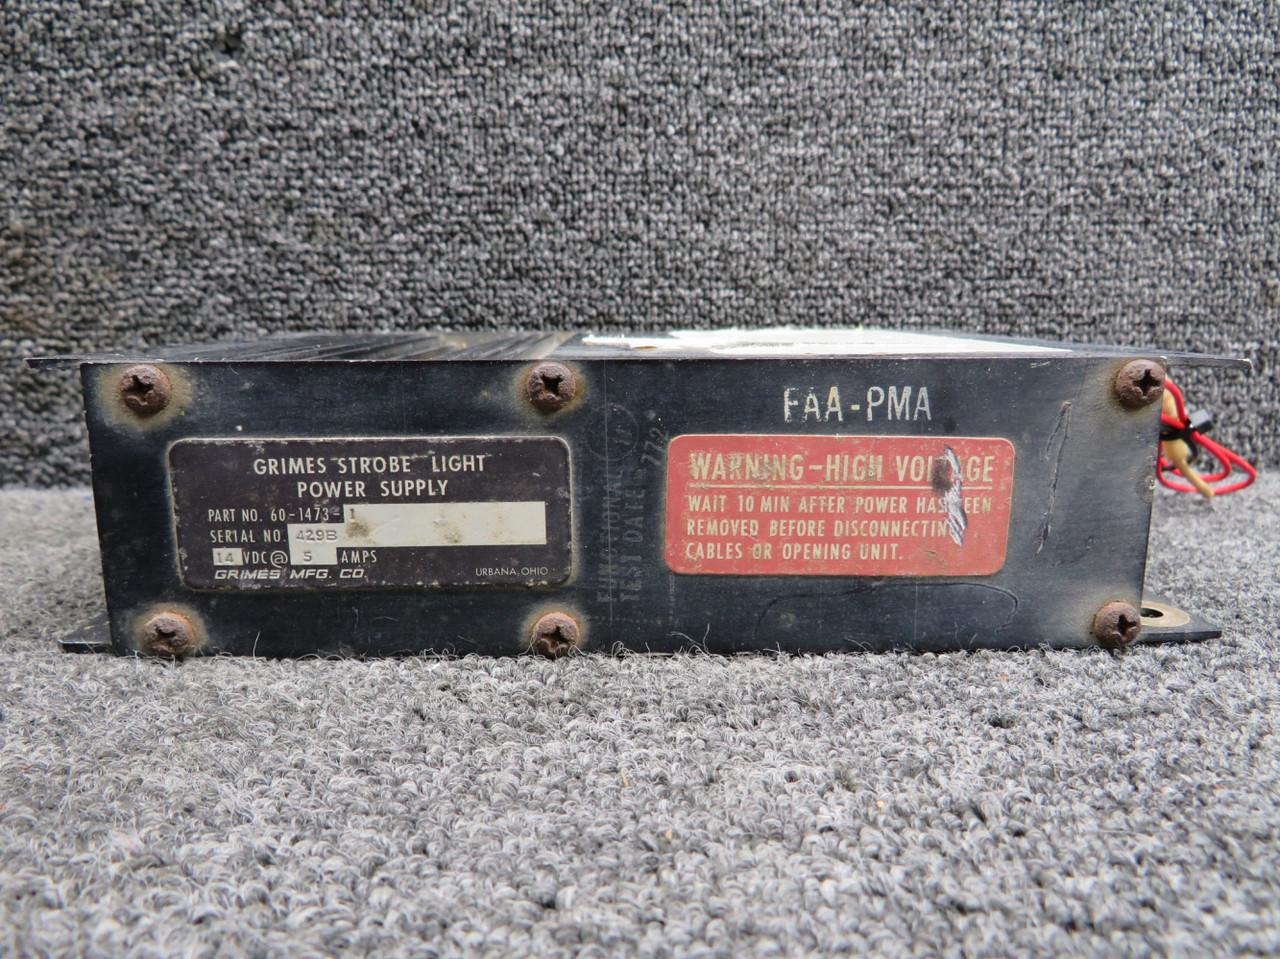 FAA-PMA
GRIMES STROBE LIGHT
POWER SUPPLY
PART NO. 60-1473-1
SERIAL NO. 429B
14 VDC @ 5 AMPS
GRIMES MFG. CO.
URBANA, OHIO
FUNCTIONAL
TEST DATE
WARNING-HIGH VOLTAGE
WAIT 10 MIN AFTER POWER HAS BEEN
REMOVED BEFORE DISCONNECTING
CABLES OR OPENING UNIT.